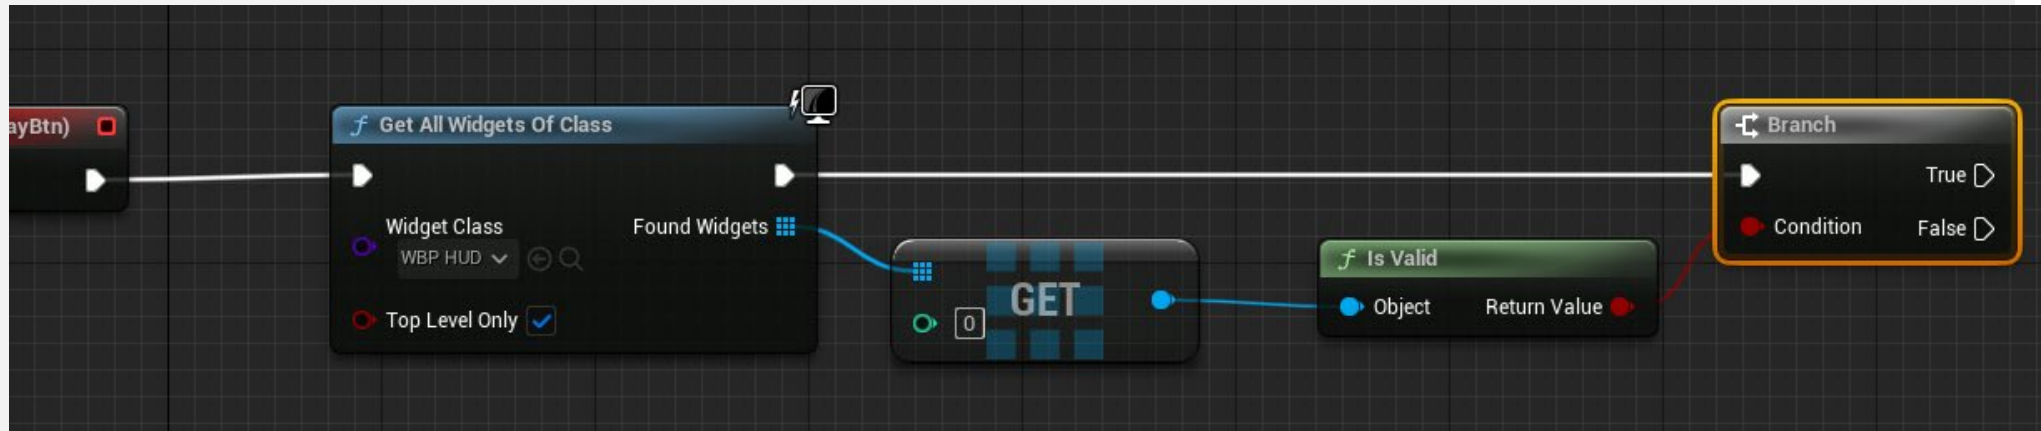 ayBtn)
Get All Widgets Of Class
Widget Class
WBP HUD
Found Widgets
Top Level Only
0
GET
Is Valid
Object
Return Value
Branch
True
Condition
False